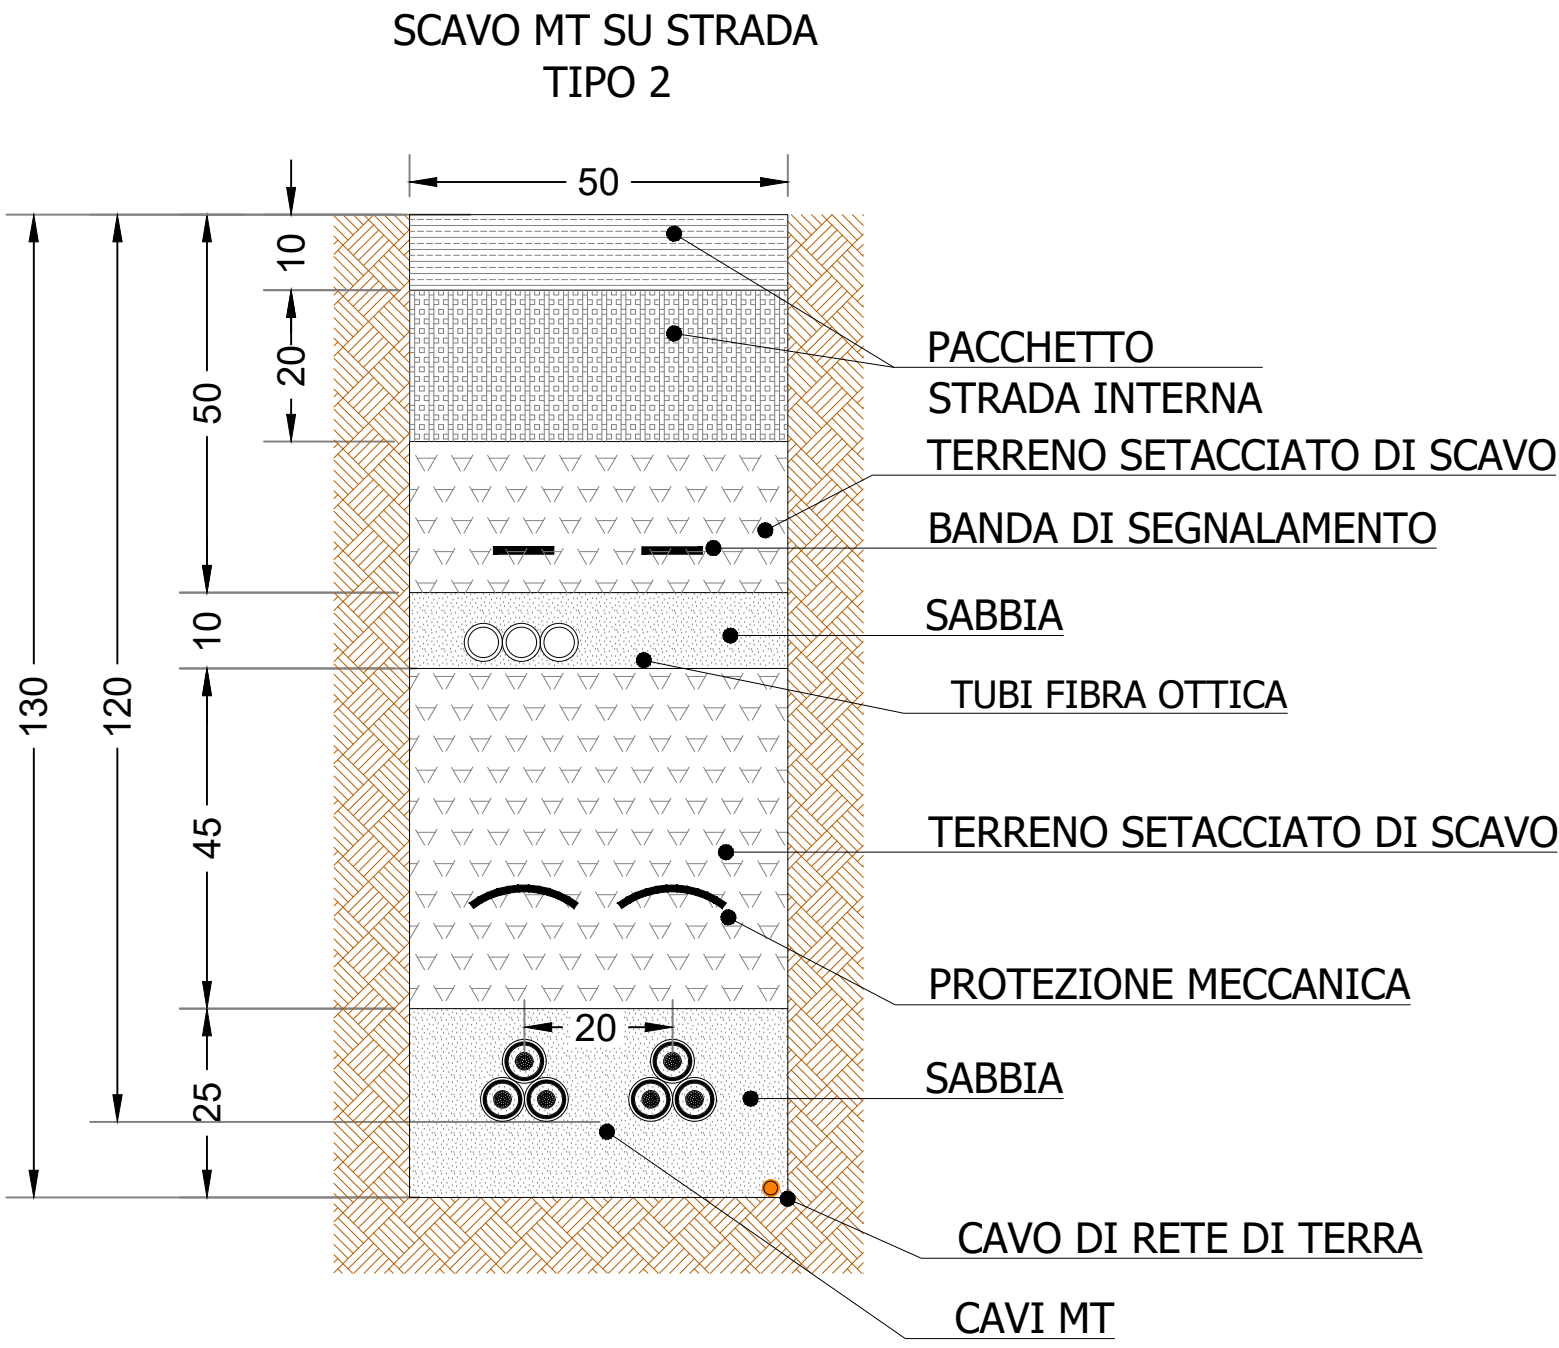 SCAVO MT SU STRADA
TIPO 2
50
10
20
50
10
130
120
45
25
20
PACCHETTO
STRADA INTERNA
TERRENO SETACCIATO DI SCAVO
BANDA DI SEGNALAMENTO
SABBIA
TUBI FIBRA OTTICA
TERRENO SETACCIATO DI SCAVO
PROTEZIONE MECCANICA
SABBIA
CAVO DI RETE DI TERRA
CAVI MT